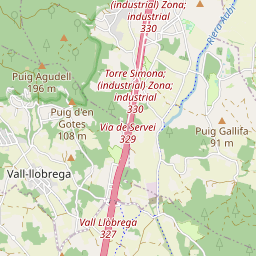 (industrial) Zona;
industrial
330
Riera Nabi
Torre Simona;
(industrial) Zona;
industrial
330
Puig Agudell
196 m
Puig d'en
Gotes
108 m
Via de Servei
329
Puig Gallifa
91 m
Vall-llobrega
Vall Llobrega
327